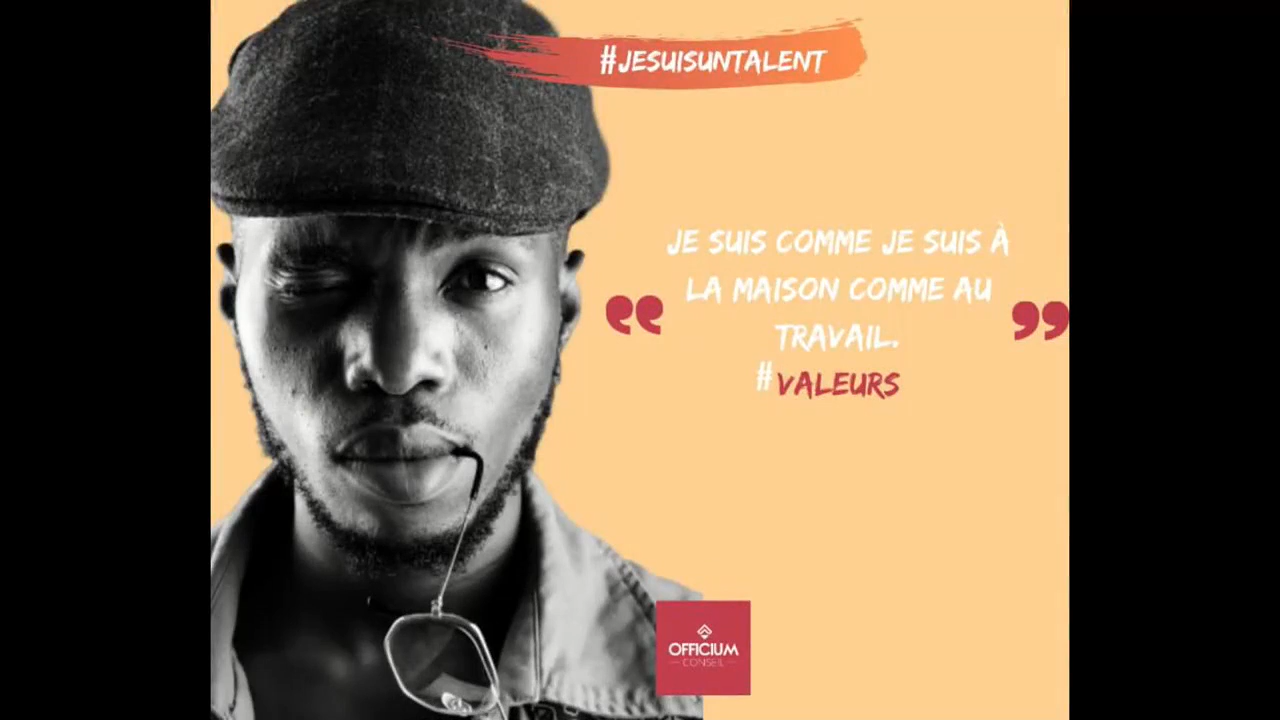 #JESUISUNTALENT
JE SUIS COMME JE SUIS À
LA MAISON COMME AU
TRAVAIL.
#VALEURS
OFFICIUM
CONSEIL